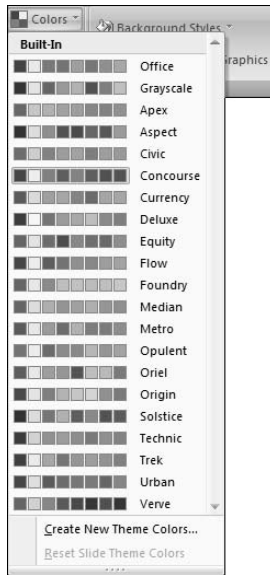 Colors
Background Styles
Graphics
Built-In
Office
Grayscale
Apex
Aspect
Civic
Concourse
Currency
Deluxe
Equity
Flow
Foundry
Median
Metro
Opulent
Oriel
Origin
Solstice
Technic
Trek
Urban
Verve
Create New Theme Colors...
Reset Slide Theme Colors